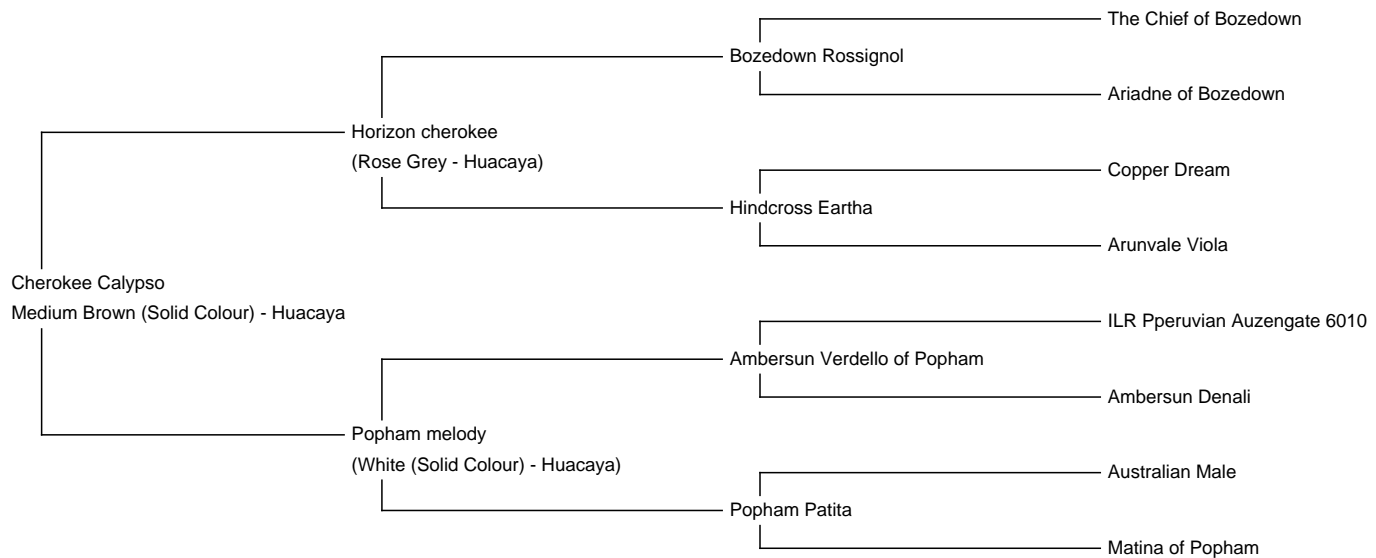 The Chief of Bozedown
Bozedown Rossignol
Ariadne of Bozedown
Horizon cherokee
(Rose Grey - Huacaya)
Copper Dream
Hindcross Eartha
Arunvale Viola
Cherokee Calypso
Medium Brown (Solid Colour) - Huacaya
ILR Pperuvian Auzengate 6010
Ambersun Verdello of Popham
Ambersun Denali
Popham melody
(White (Solid Colour) - Huacaya)
Australian Male
Popham Patita
Matina of Popham